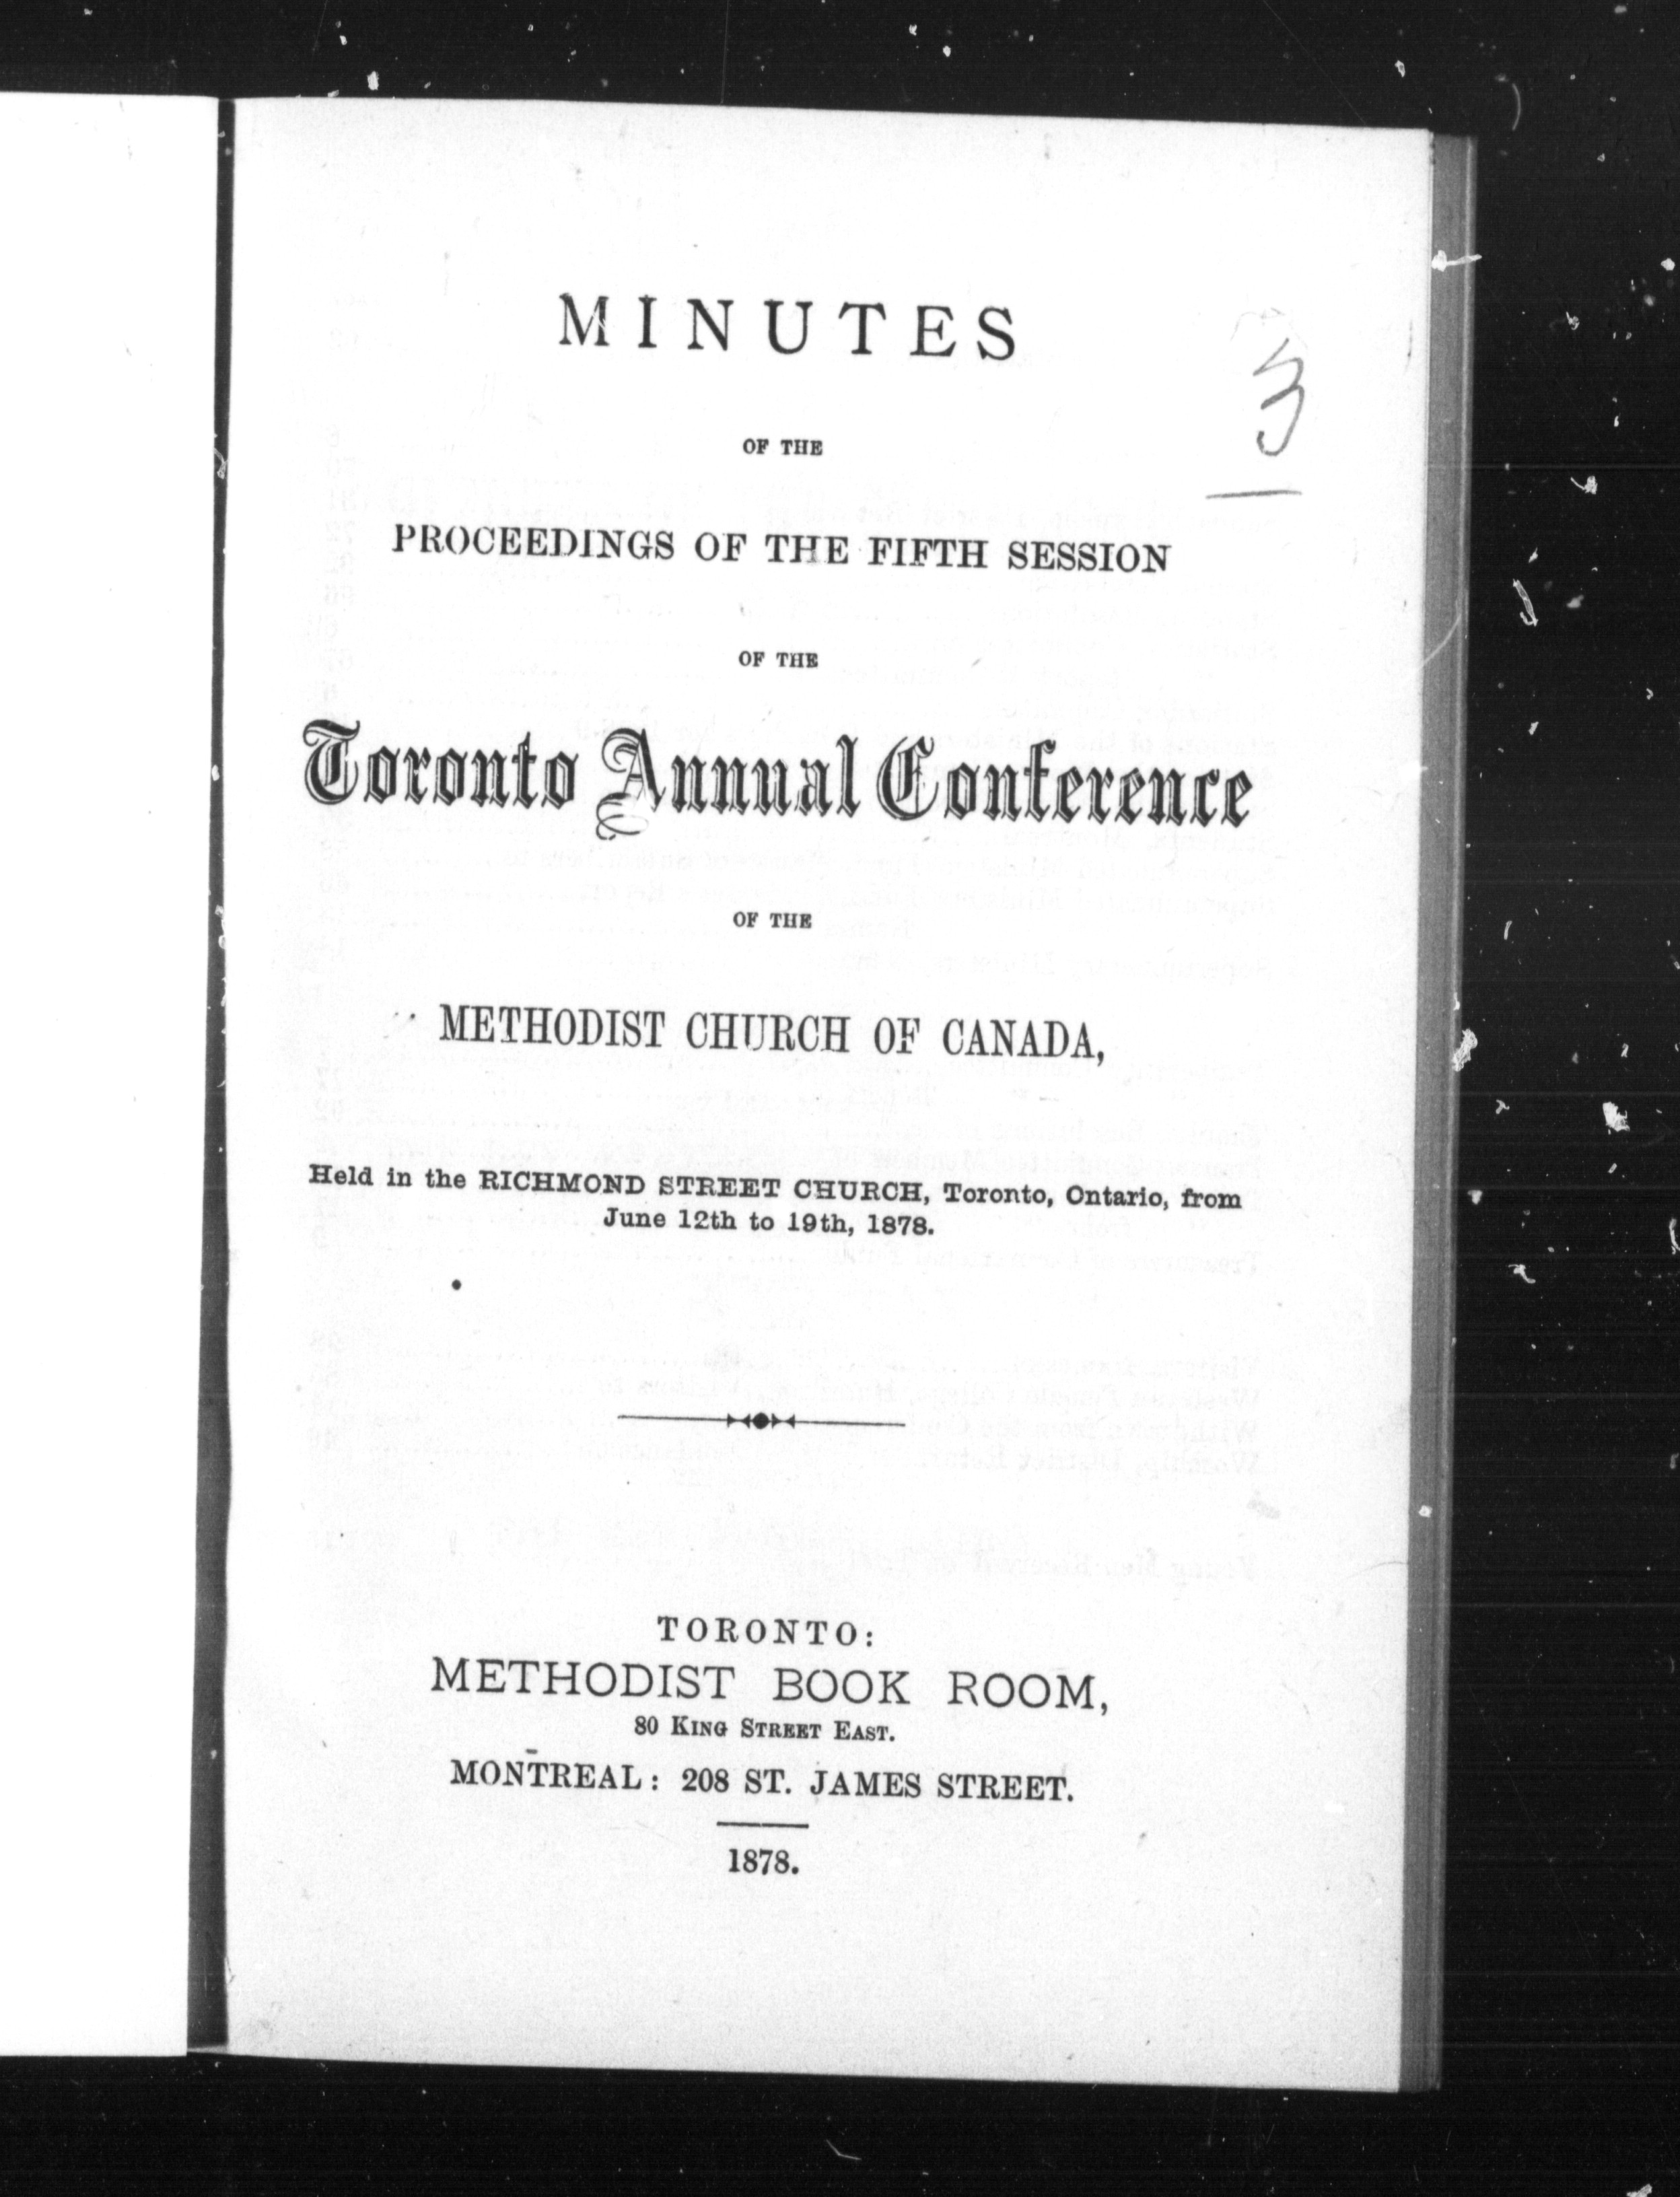 MINUTES
3
OF THE
PROCEEDINGS OF THE FIFTH SESSION
OF THE
Toronto Annual Conference
OF THE
METHODIST CHURCH OF CANADA,
Held in the RICHMOND STREET CHURCH, Toronto, Ontario, from
June 12th to 19th, 1878.
TORONTO:
METHODIST BOOK ROOM,
80 KING STREET EAST.
MONTREAL: 208 ST. JAMES STREET.
1878.